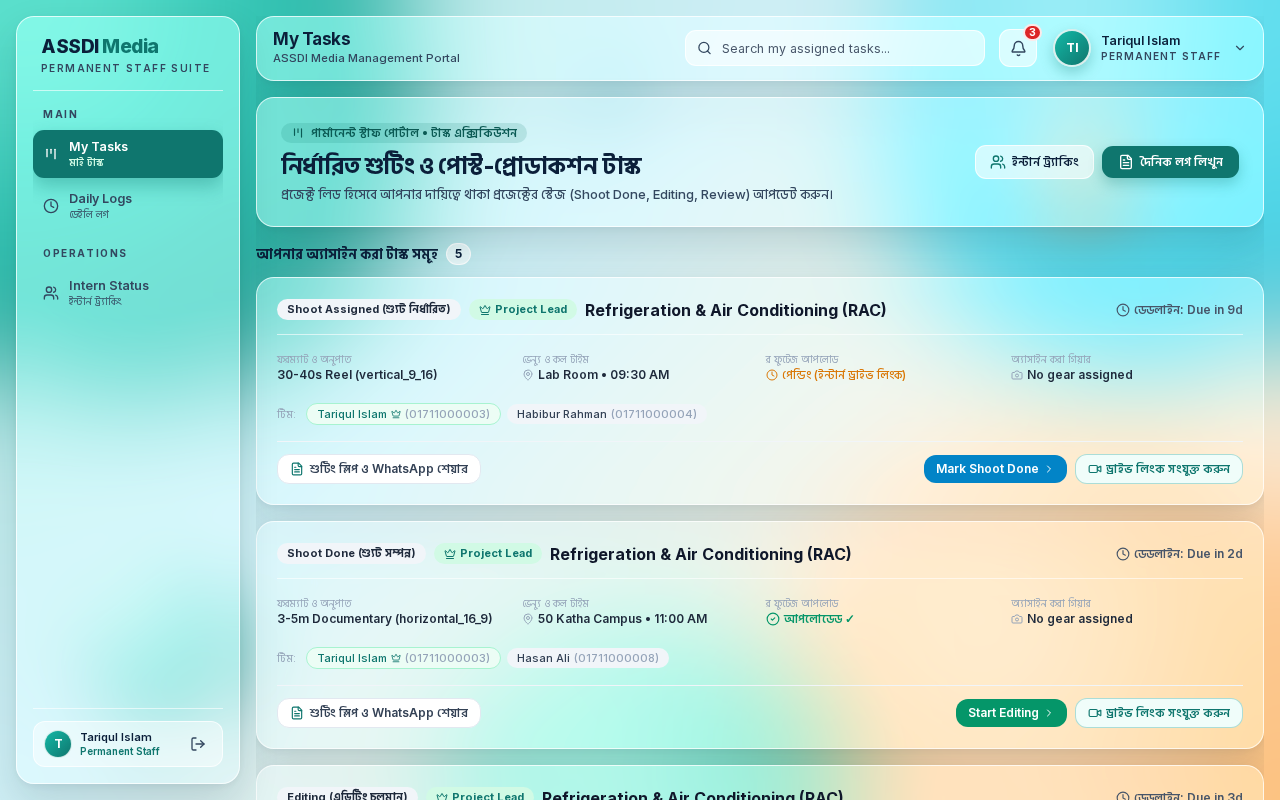 ASSDI Media
PERMANENT STAFF SUITE
MAIN
My Tasks
মাই টাস্ক
Daily Logs
ডেইলি লগ
OPERATIONS
Intern Status
ইন্টার্ন ট্র্যাকিং
T
Tariqul Islam
Permanent Staff
My Tasks
ASSDI Media Management Portal
Search my assigned tasks...
3
TI
Tariqul Islam
PERMANENT STAFF
পার্মানেন্ট স্টাফ পোর্টাল • টাস্ক এক্সিকিউশন
নির্ধারিত শুটিং ও পোস্ট-প্রোডাকশন টাস্ক
প্রজেক্ট লিড হিসেবে আপনার দায়িত্বে থাকা প্রজেক্টের স্টেজ (Shoot Done, Editing, Review) আপডেট করুন।
ইন্টার্ন ট্র্যাকিং
দৈনিক লগ লিখুন
আপনার অ্যাসাইন করা টাস্ক সমূহ 5
Shoot Assigned (শ্যুট নির্ধারিত) Project Lead Refrigeration & Air Conditioning (RAC) ডেডলাইন: Due in 9d
ফরম্যাট ও অনুপাত ভেন্যু ও কল টাইম র ফুটেজ আপলোড অ্যাসাইন করা গিয়ার
30-40s Reel (vertical_9_16) Lab Room • 09:30 AM পেন্ডিং (ইন্টার্ন ড্রাইভ লিংক) No gear assigned
টিম: Tariqul Islam (01711000003) Habibur Rahman (01711000004)
শুটিং স্লিপ ও WhatsApp শেয়ার Mark Shoot Done ড্রাইভ লিংক সংযুক্ত করুন
Shoot Done (শ্যুট সম্পন্ন) Project Lead Refrigeration & Air Conditioning (RAC) ডেডলাইন: Due in 2d
ফরম্যাট ও অনুপাত ভেন্যু ও কল টাইম র ফুটেজ আপলোড অ্যাসাইন করা গিয়ার
3-5m Documentary (horizontal_16_9) 50 Katha Campus • 11:00 AM আপলোডেড ✓ No gear assigned
টিম: Tariqul Islam (01711000003) Hasan Ali (01711000008)
শুটিং স্লিপ ও WhatsApp শেয়ার Start Editing ড্রাইভ লিংক সংযুক্ত করুন
Editing (এডিটিং চলমান) Project Lead Refrigeration & Air Conditioning (RAC) ডেডলাইন: Due in 3d